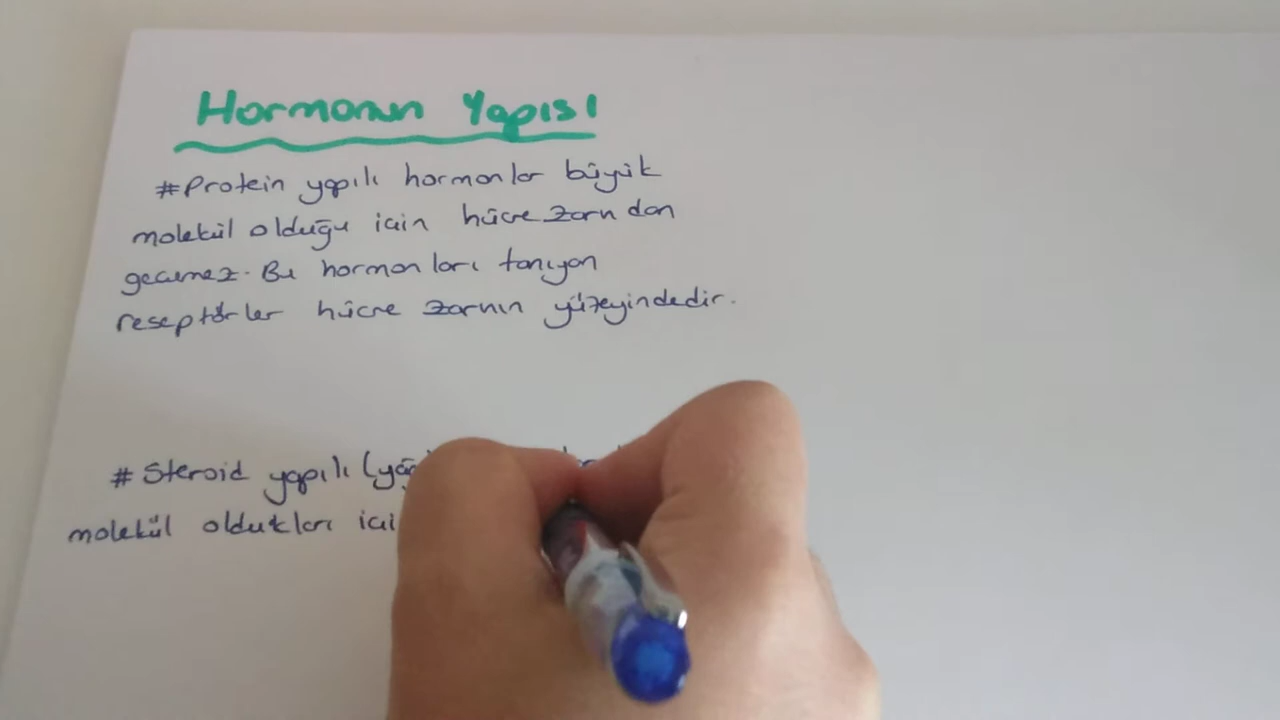 Hormonın Yapısı
#Protein yapılı hormonlar büyük
molekül olduğu için hücre zarından
geçemez. Bu hormonları tanıyan
reseptörler hücre zarının yüzeyindedir.
# Steroid yapılı
molekül oldukları